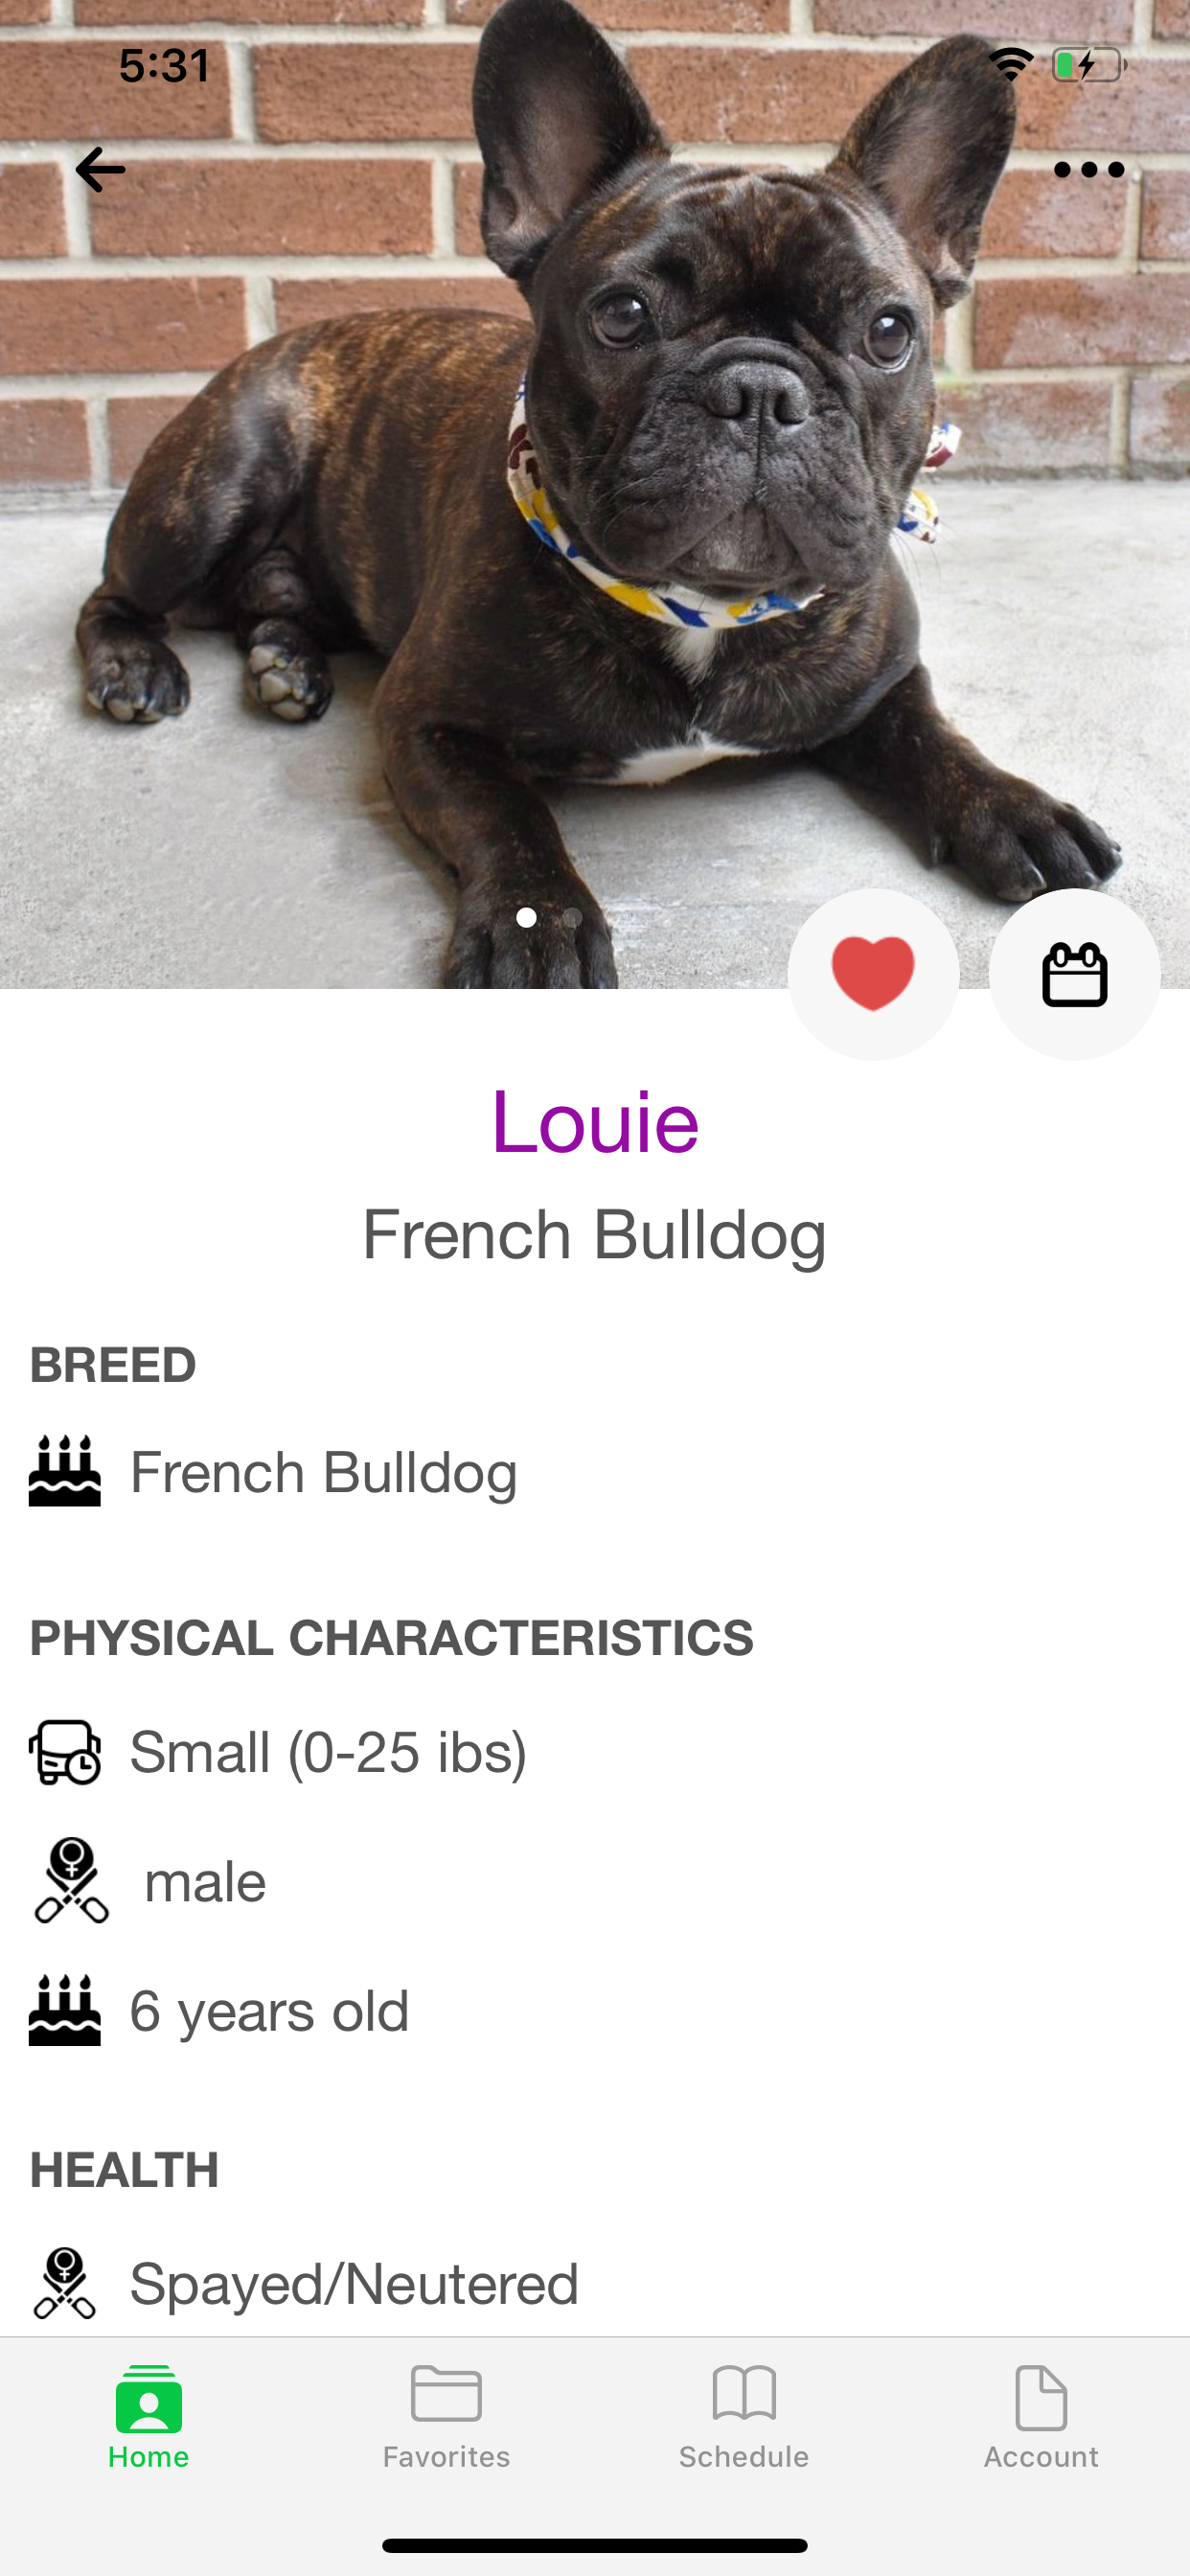 5:31
Louie
French Bulldog
BREED
French Bulldog
PHYSICAL CHARACTERISTICS
Small (0-25 ibs)
male
6 years old
HEALTH
Spayed/Neutered
Home
Favorites
Schedule
Account